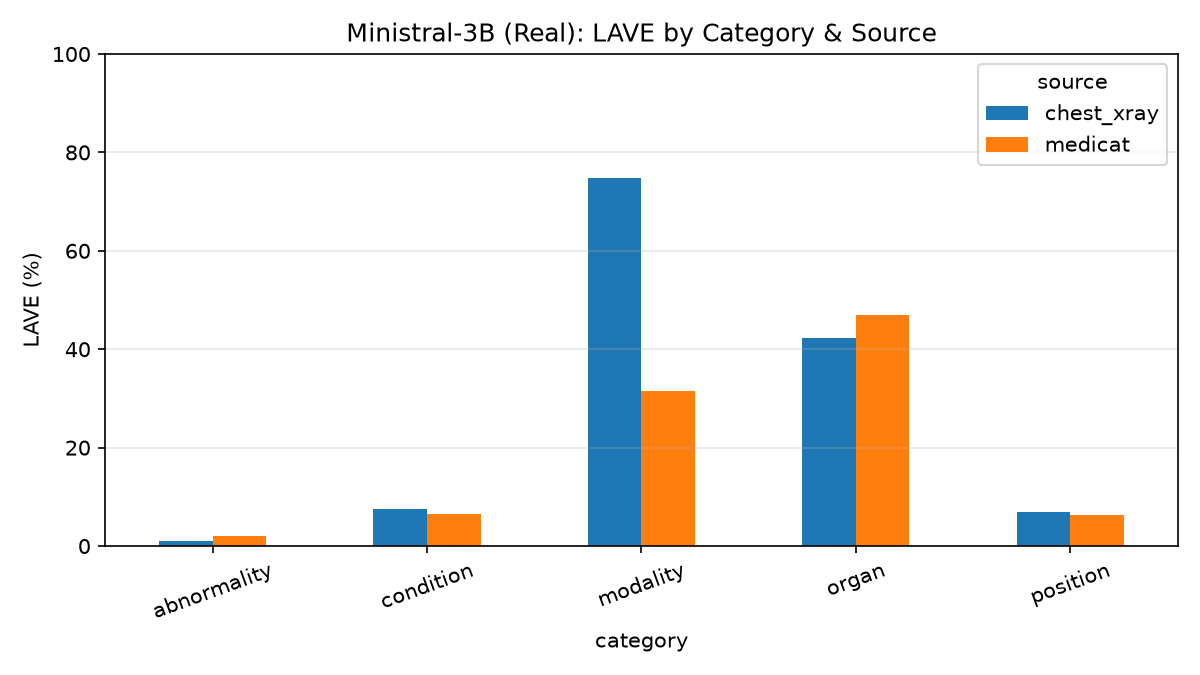 Ministral-3B (Real): LAVE by Category & Source
source
chest_xray
medicat
LAVE (%)
100
80
60
40
20
0
abnormality
condition
modality
organ
position
category